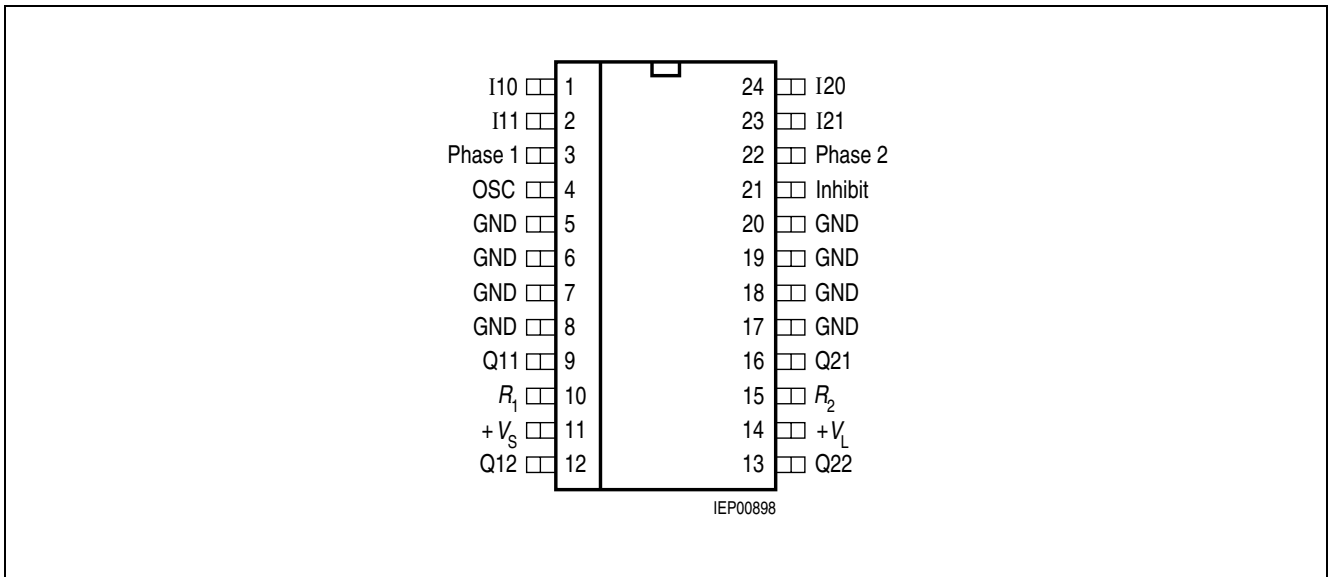 I10 1 24 I20
I11 2 23 I21
Phase 1 3 22 Phase 2
OSC 4 21 Inhibit
GND 5 20 GND
GND 6 19 GND
GND 7 18 GND
GND 8 17 GND
Q11 9 16 Q21
R1 10 15 R2
+ VS 11 14 + VL
Q12 12 13 Q22
IEP00898